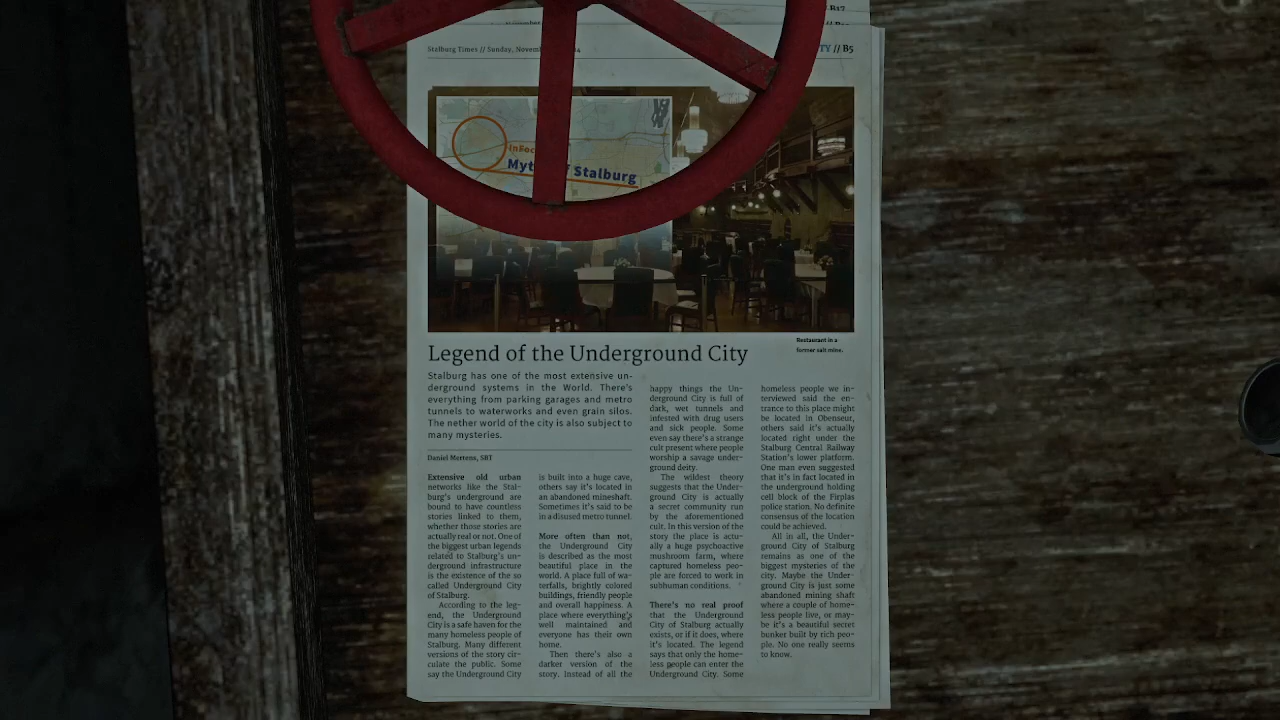 B17
Stalburg Times // Sunday,
// B5
Stalburg
Restaurant in a
former salt mine.
Legend of the Underground City
Stalburg has one of the most extensive un-
derground systems in the World. There's
everything from parking garages and metro
tunnels to waterworks and even grain silos.
The nether world of the city is also subject to
many mysteries.
Daniel Mertens, SBT
Extensive old urban
networks like the Stal-
burg's underground are
bound to have countless
stories linked to them,
whether those stories are
actually real or not. One of
the biggest urban legends
related to Stalburg's un-
derground infrastructure
is the existence of the so
called Underground City
of Stalburg.
According to the leg-
end, the Underground
City is a safe haven for the
many homeless people of
Stalburg. Many different
versions of the story cir-
culate the public. Some
say the Underground City
is built into a huge cave,
others say it's located in
an abandoned mineshaft.
Sometimes it's said to be
in a disused metro tunnel.
More often than not,
the Underground City
is described as the most
beautiful place in the
world. A place full of wa-
terfalls, brightly colored
buildings, friendly people
and overall happiness. A
place where everything's
well maintained and
everyone has their own
home.
Then there's also a
darker version of the
story. Instead of all the
happy things the Un-
derground City is full of
dark, wet tunnels and
infested with drug users
and sick people. Some
even say there's a strange
cult present where people
worship a savage under-
ground deity.
The wildest theory
suggests that the Under-
ground City is actually
a secret community run
by the aforementioned
cult. In this version of the
story the place is actu-
ally a huge psychoactive
mushroom farm, where
captured homeless peo-
ple are forced to work in
subhuman conditions.
There's no real proof
that the Underground
City of Stalburg actually
exists, or if it does, where
it's located. The legend
says that only the home-
less people can enter the
Underground City. Some
homeless people we in-
terviewed said the en-
trance to this place might
be located in Obenseur,
others said it's actually
located right under the
Stalburg Central Railway
Station's lower platform.
One man even suggested
that it's in fact located in
the underground holding
cell block of the Firplas
police station. No definite
consensus of the location
could be achieved.
All in all, the Under-
ground City of Stalburg
remains as one of the
biggest mysteries of the
city. Maybe the Under-
ground City is just some
abandoned mining shaft
where a couple of home-
less people live, or may-
be it's a beautiful secret
bunker built by rich peo-
ple. No one really seems
to know.